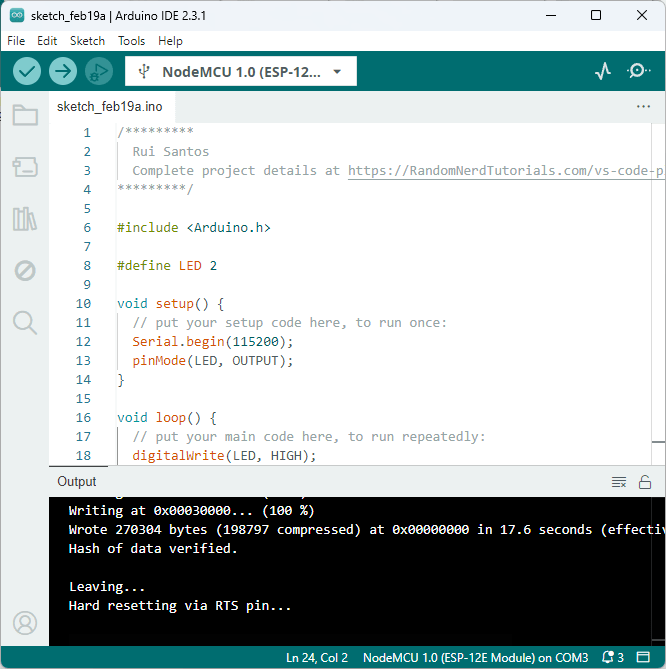 sketch_feb19a | Arduino IDE 2.3.1
File Edit Sketch Tools Help
NodeMCU 1.0 (ESP-12E...
sketch_feb19a.ino
1 /*********
2 Rui Santos
3 Complete project details at https://RandomNerdTutorials.com/vs-code-p
4 *********/
5
6 #include <Arduino.h>
7
8 #define LED 2
9
10 void setup() {
11 // put your setup code here, to run once:
12 Serial.begin(115200);
13 pinMode(LED, OUTPUT);
14 }
15
16 void loop() {
17 // put your main code here, to run repeatedly:
18 digitalWrite(LED, HIGH);
Output
Writing at 0x00030000... (100 %)
Wrote 270304 bytes (198797 compressed) at 0x00000000 in 17.6 seconds (effectiv
Hash of data verified.
Leaving...
Hard resetting via RTS pin...
Ln 24, Col 2 NodeMCU 1.0 (ESP-12E Module) on COM3 3